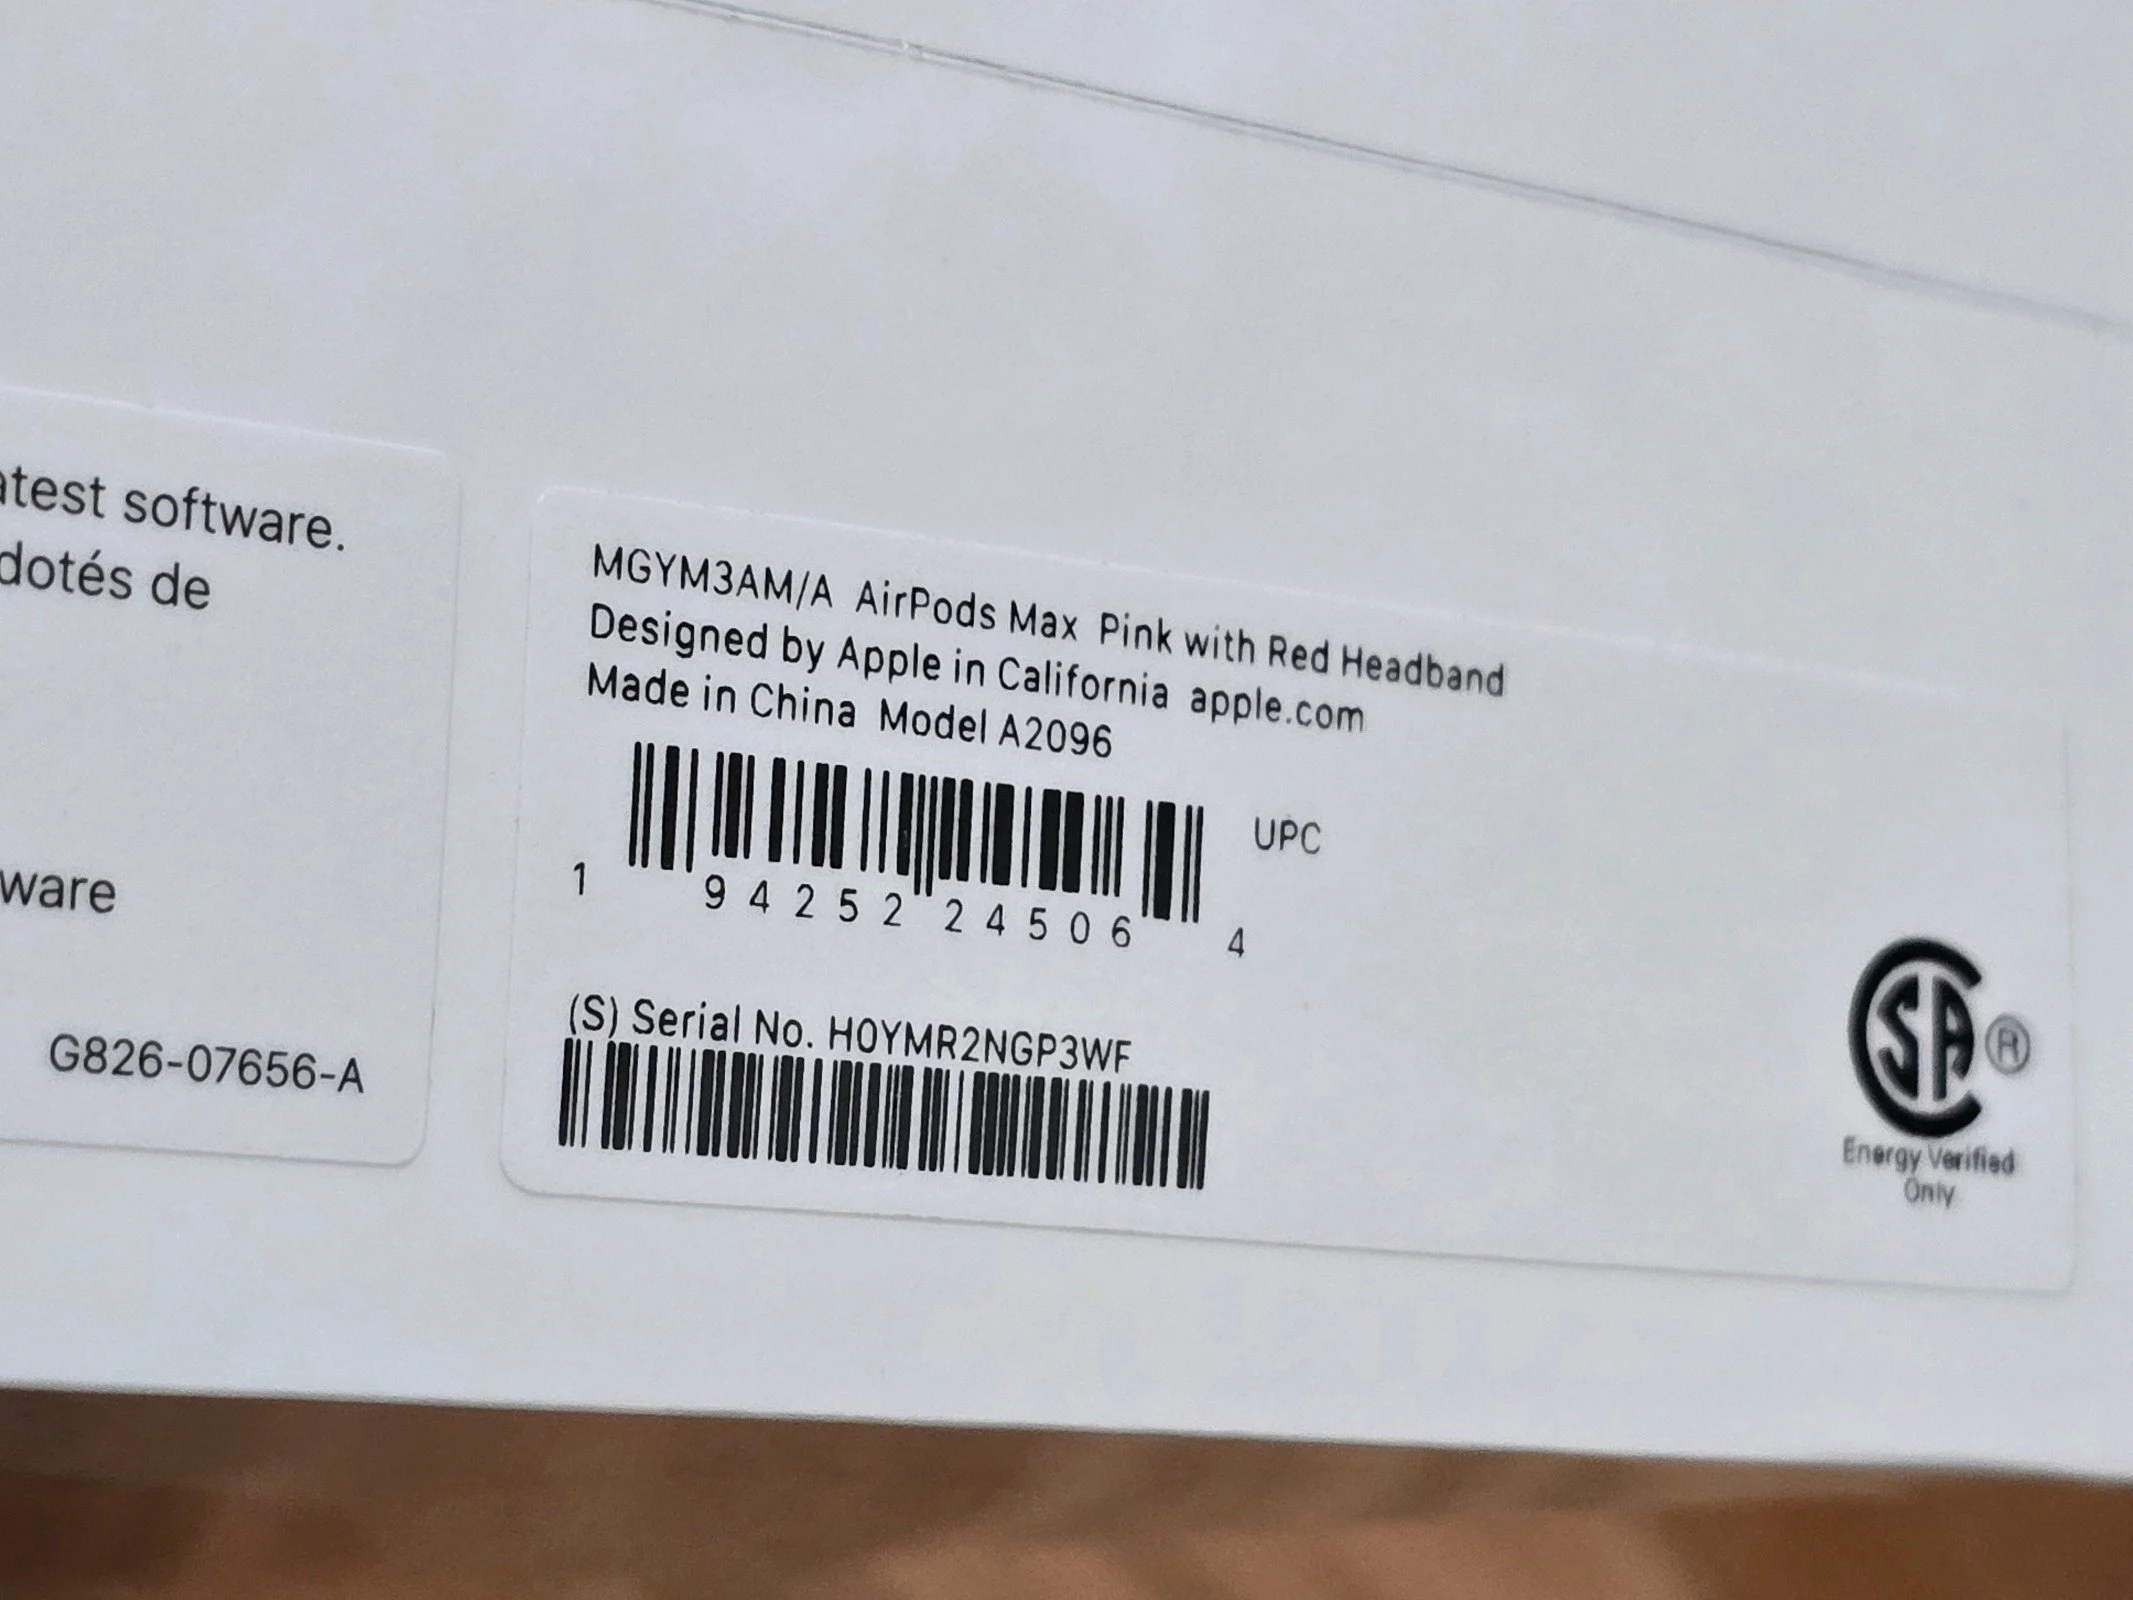 atest software.
dotés de
ware
G826-07656-A
MGYM3AM/A AirPods Max Pink with Red Headband
Designed by Apple in California apple.com
Made in China Model A2096
UPC
1 94252 24506 4
(S) Serial No. H0YMR2NGP3WF
SA ®
Energy Verified
Only